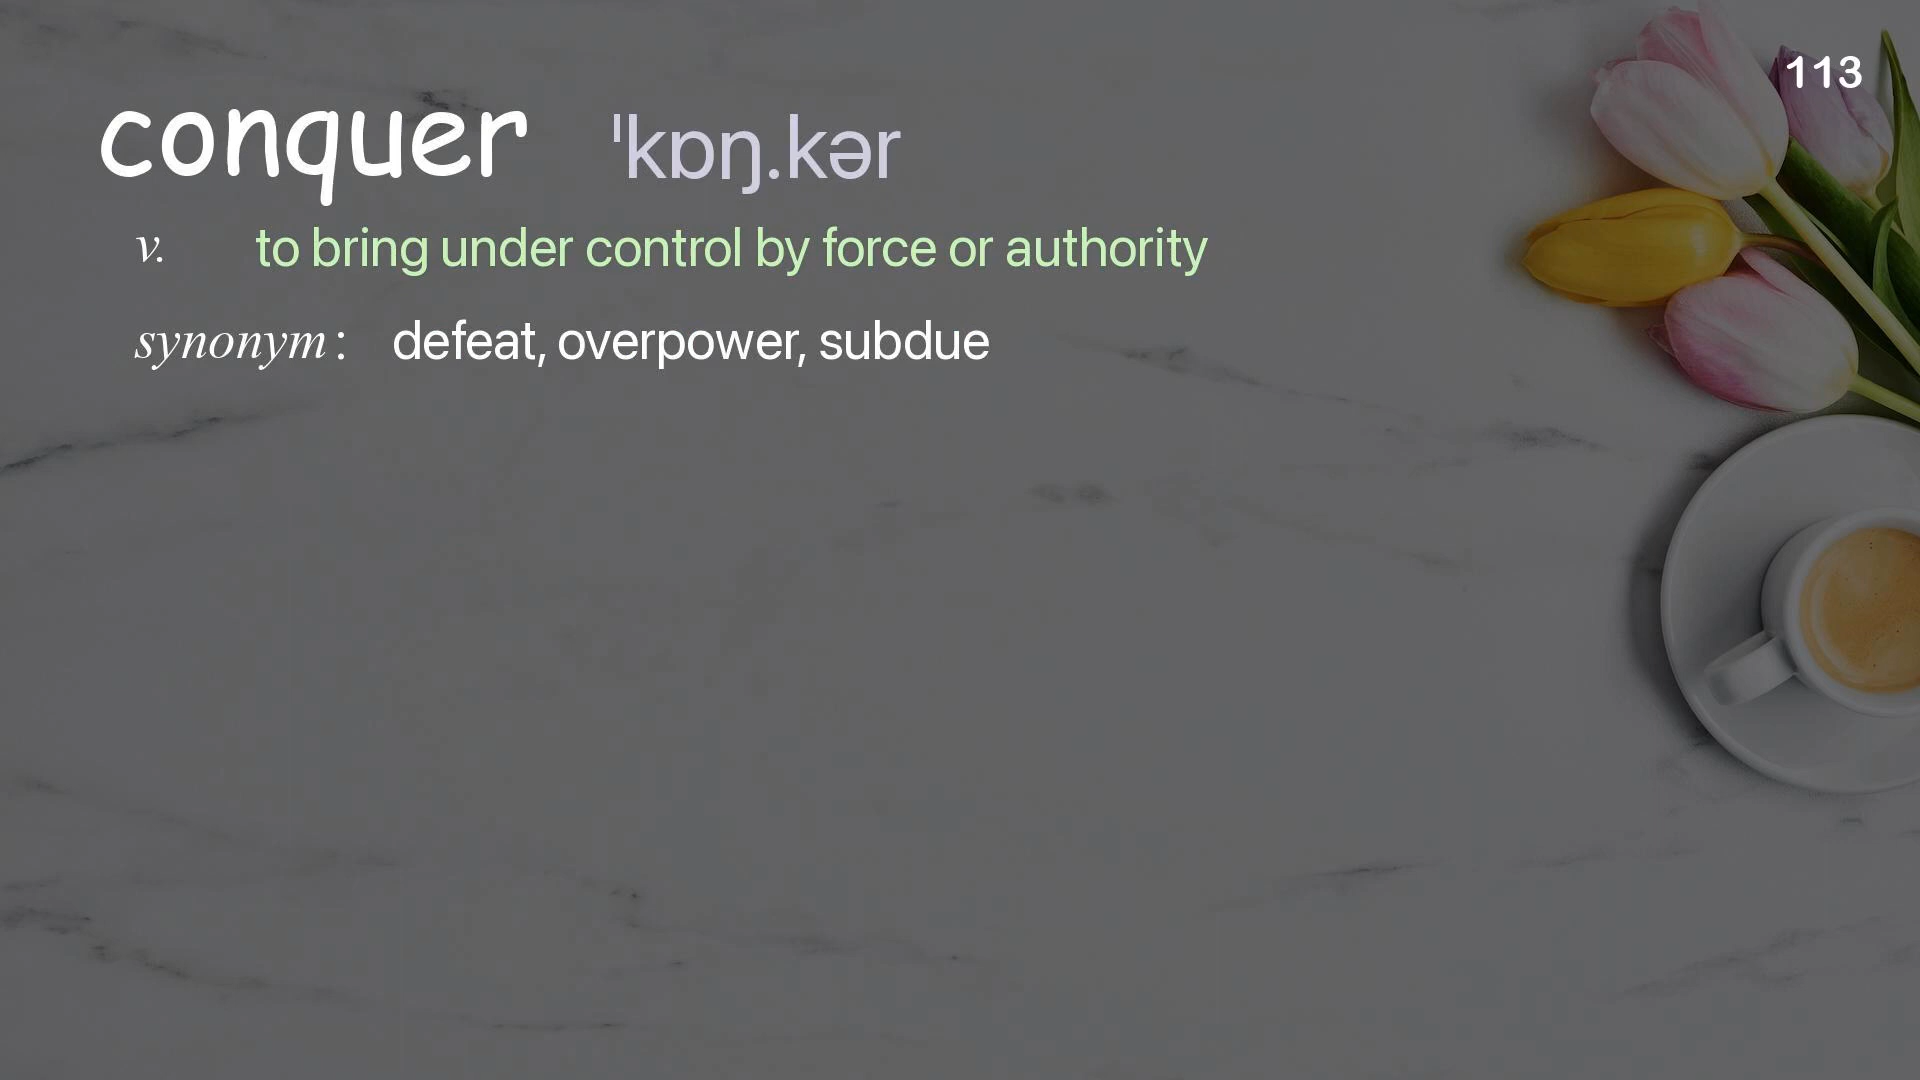 113
conquer ˈkɒŋ.kər
v. to bring under control by force or authority
synonym : defeat, overpower, subdue